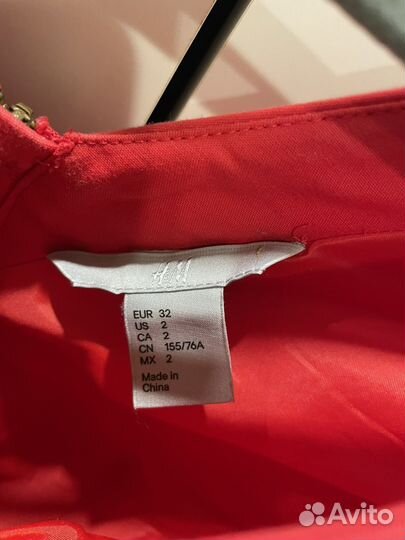 H&M
EUR 32
US 2
CA 2
CN 155/76A
MX 2
Made in
China
Avito